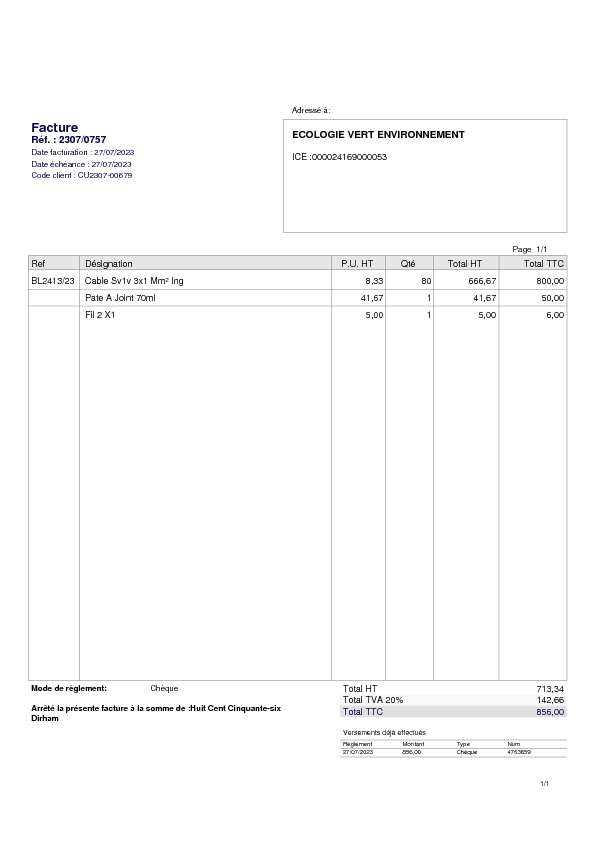 Adressé à:
Facture
Réf. : 2307/0757
Date facturation : 27/07/2023
Date échéance : 27/07/2023
Code client : CU2307-00679
ECOLOGIE VERT ENVIRONNEMENT
ICE :000024169000053
Page 1/1
Ref Désignation P.U. HT Qté Total HT Total TTC
BL2413/23 Cable Sv1v 3x1 Mm² Ing 8,33 80 666,67 800,00
Pate A Joint 70ml 41,67 1 41,67 50,00
Fil 2 X1 5,00 1 5,00 6,00
Mode de règlement: Chèque
Arrêté la présente facture à la somme de :Huit Cent Cinquante-six
Dirham
Total HT 713,34
Total TVA 20% 142,66
Total TTC 856,00
Versements déjà effectués
Règlement Montant Type Num
27/07/2023 856,00 Chèque 4763659
1/1